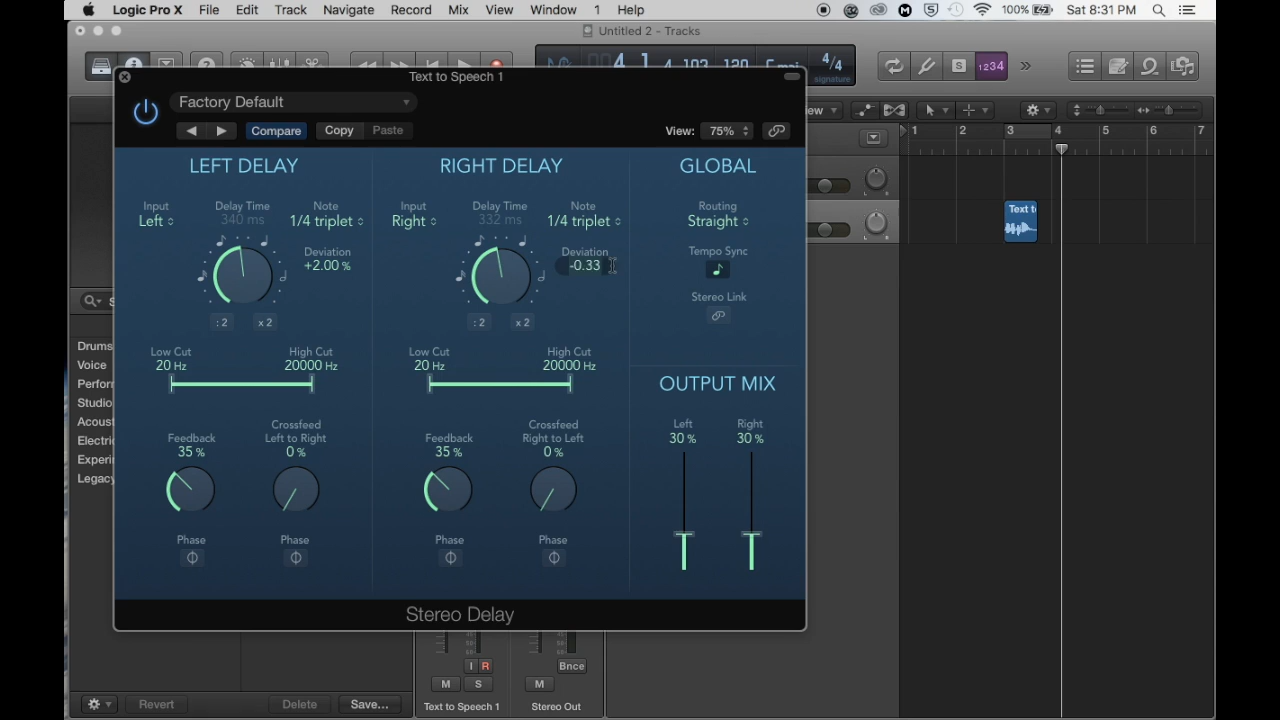 Logic Pro X File Edit Track Navigate Record Mix View Window 1 Help 100% Sat 8:31 PM
Untitled 2 - Tracks
4/4
signature
1234
Text to Speech 1
Factory Default
Compare Copy Paste View: 75%
1 2 3 4 5 6 7
LEFT DELAY RIGHT DELAY GLOBAL
Input Delay Time Note Input Delay Time Note Routing
Left 340 ms 1/4 triplet Right 332 ms 1/4 triplet Straight
Deviation Deviation Tempo Sync
+2.00 % -0.33
Stereo Link
: 2 x 2 : 2 x 2
Low Cut High Cut Low Cut High Cut
20 Hz 20000 Hz 20 Hz 20000 Hz
OUTPUT MIX
Crossfeed Crossfeed Left Right
Feedback Left to Right Feedback Right to Left 30 % 30 %
35 % 0 % 35 % 0 %
Phase Phase Phase Phase
Stereo Delay
Drums
Voice
Perfor
Studio
Acoust
Electri
Experi
Legacy
Text t
L R
L R
I R Bnce
M S M
Revert Delete Save... Text to Speech 1 Stereo Out